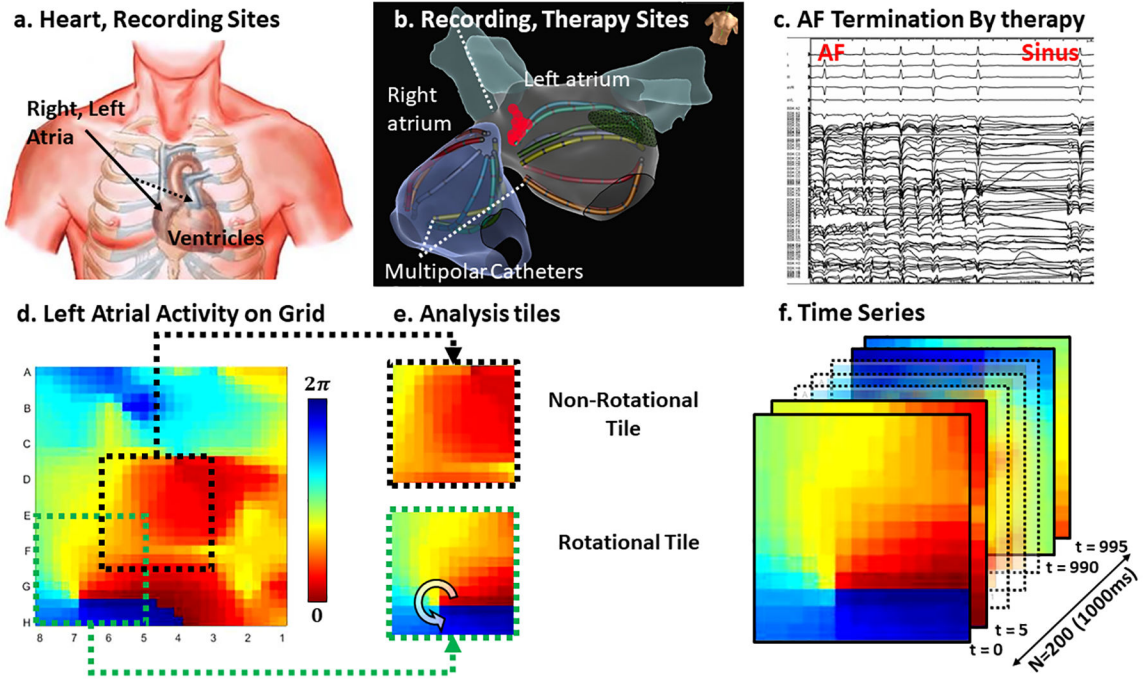 a. Heart, Recording Sites
Right, Left
Atria
Ventricles
b. Recording, Therapy Sites
Left atrium
Right
atrium
Multipolar Catheters
c. AF Termination By therapy
AF
Sinus
d. Left Atrial Activity on Grid
A
B
C
D
E
F
G
H
8 7 6 5 4 3 2 1
2π
0
e. Analysis tiles
Non-Rotational
Tile
Rotational Tile
f. Time Series
t = 995
t = 990
t = 5
t = 0
N=200 (1000ms)